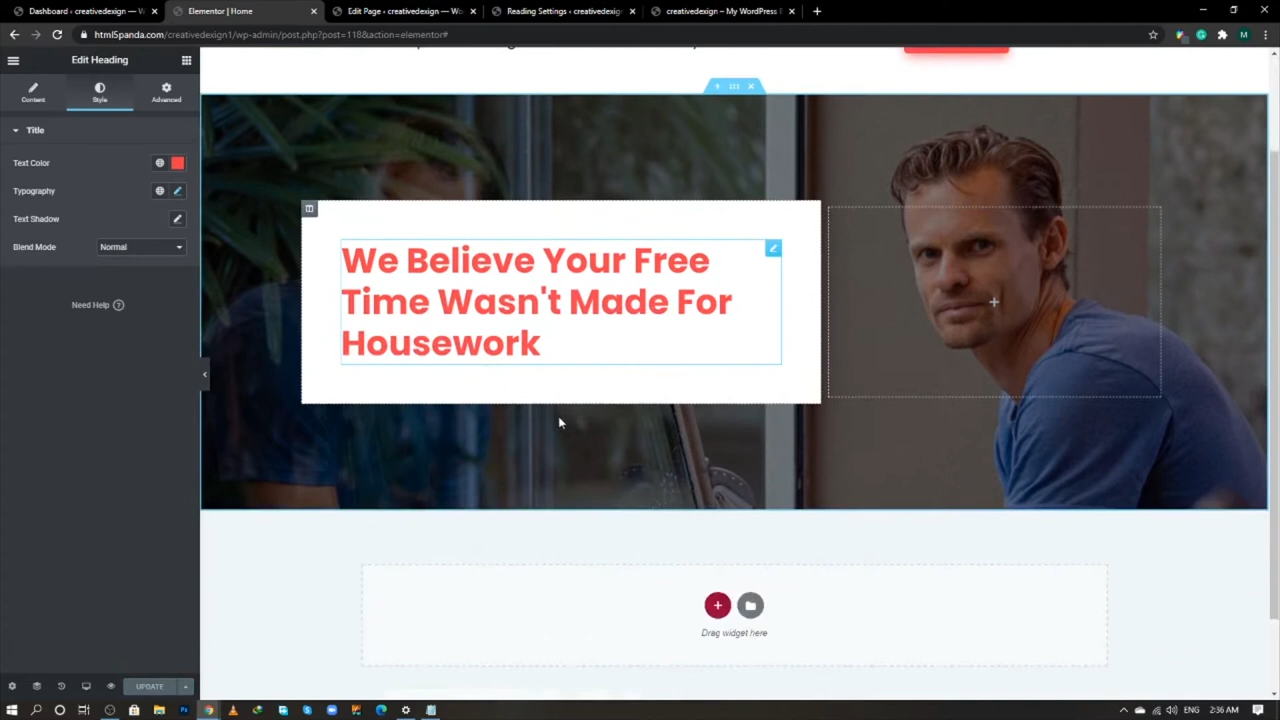 Dashboard ‹ creativedexign — W
Elementor | Home
Edit Page ‹ creativedexign — Wo
Reading Settings ‹ creativedexig
creativedexign – My WordPress B
html5panda.com/creativedexign1/wp-admin/post.php?post=118&action=elementor#
M
Edit Heading
Content
Style
Advanced
Title
Text Color
Typography
Text Shadow
Blend Mode
Normal
Need Help
We Believe Your Free
Time Wasn't Made For
Housework
Drag widget here
UPDATE
ENG
2:36 AM